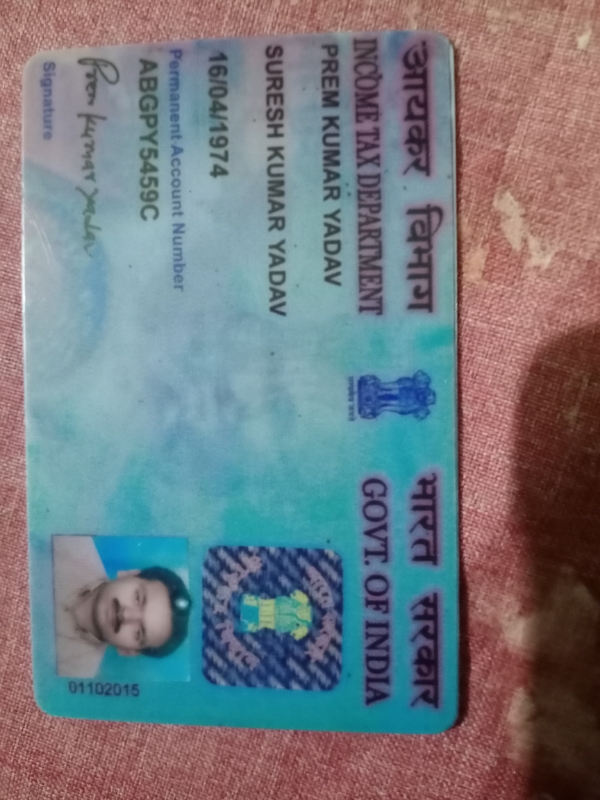 आयकर विभाग
INCOME TAX DEPARTMENT
भारत सरकार
GOVT. OF INDIA
सत्यमेव जयते
PREM KUMAR YADAV
SURESH KUMAR YADAV
16/04/1974
Permanent Account Number
ABGPY5459C
Prem Kumar Yadav
Signature
01102015